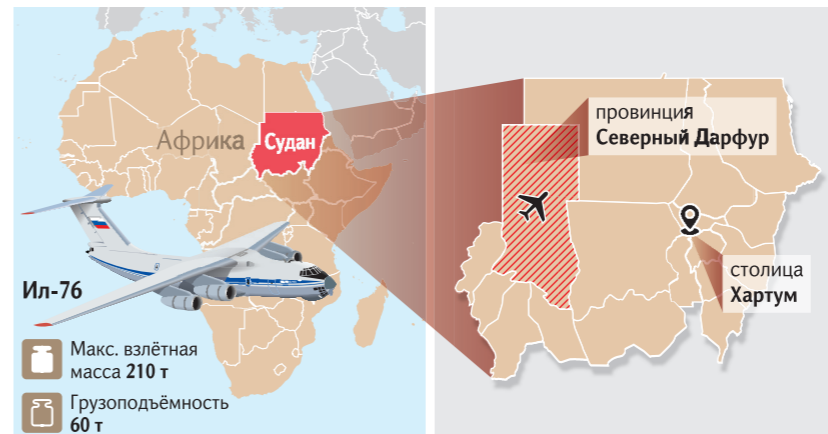 Африка
Судан
Ил-76
Макс. взлётная
масса 210 т
Грузоподъёмность
60 т
провинция
Северный Дарфур
столица
Хартум